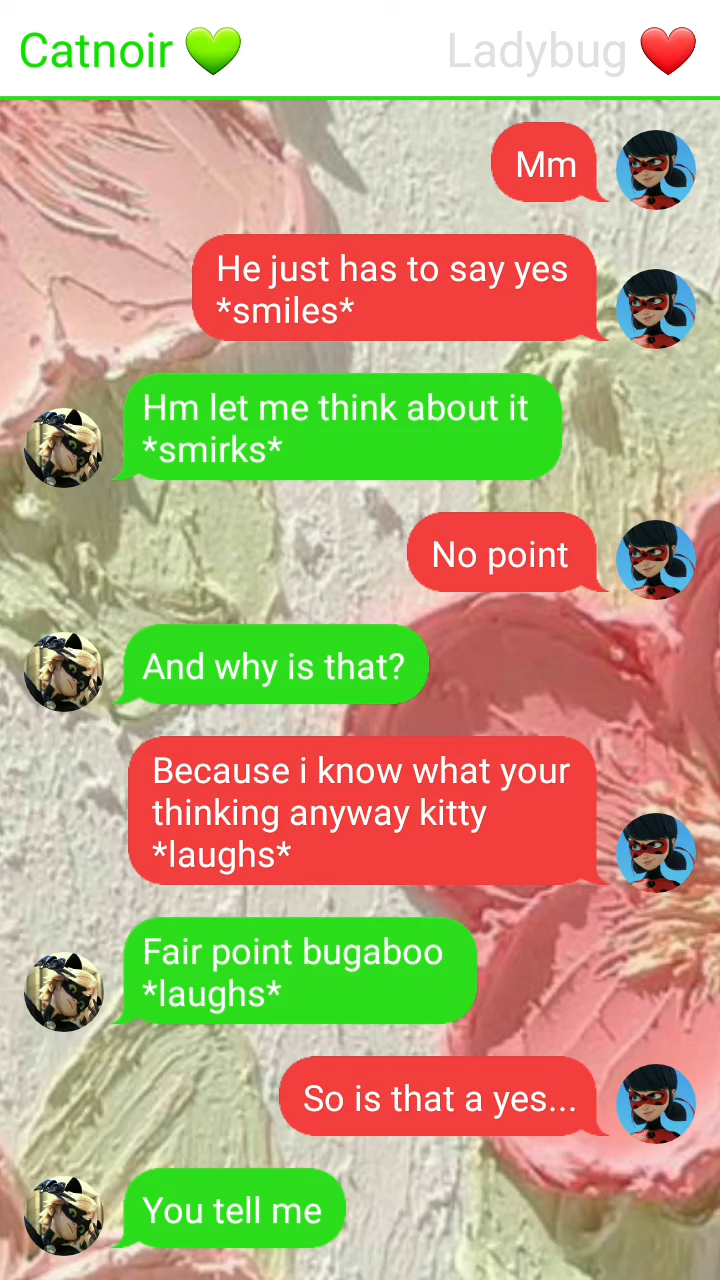 Catnoir 💚 Ladybug ❤️
Mm
He just has to say yes
*smiles*
Hm let me think about it
*smirks*
No point
And why is that?
Because i know what your
thinking anyway kitty
*laughs*
Fair point bugaboo
*laughs*
So is that a yes...
You tell me